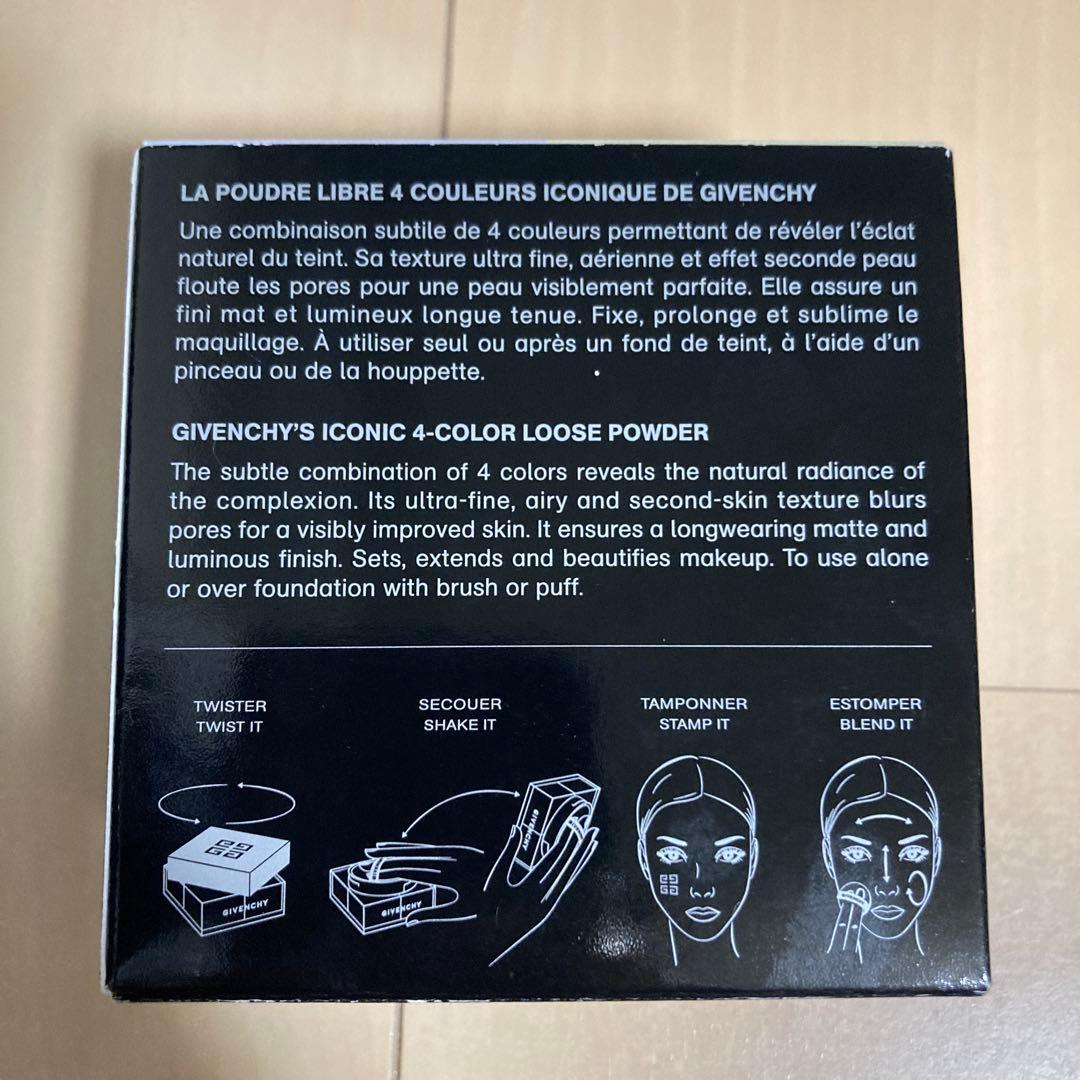 LA POUDRE LIBRE 4 COULEURS ICONIQUE DE GIVENCHY
Une combinaison subtile de 4 couleurs permettant de révéler l'éclat
naturel du teint. Sa texture ultra fine, aérienne et effet seconde peau
floute les pores pour une peau visiblement parfaite. Elle assure un
fini mat et lumineux longue tenue. Fixe, prolonge et sublime le
maquillage. À utiliser seul ou après un fond de teint, à l'aide d'un
pinceau ou de la houppette.
GIVENCHY'S ICONIC 4-COLOR LOOSE POWDER
The subtle combination of 4 colors reveals the natural radiance of
the complexion. Its ultra-fine, airy and second-skin texture blurs
pores for a visibly improved skin. It ensures a longwearing matte and
luminous finish. Sets, extends and beautifies makeup. To use alone
or over foundation with brush or puff.
TWISTER
TWIST IT
SECOUER
SHAKE IT
TAMPONNER
STAMP IT
ESTOMPER
BLEND IT
GIVENCHY
GIVENCHY
GIVENCHY